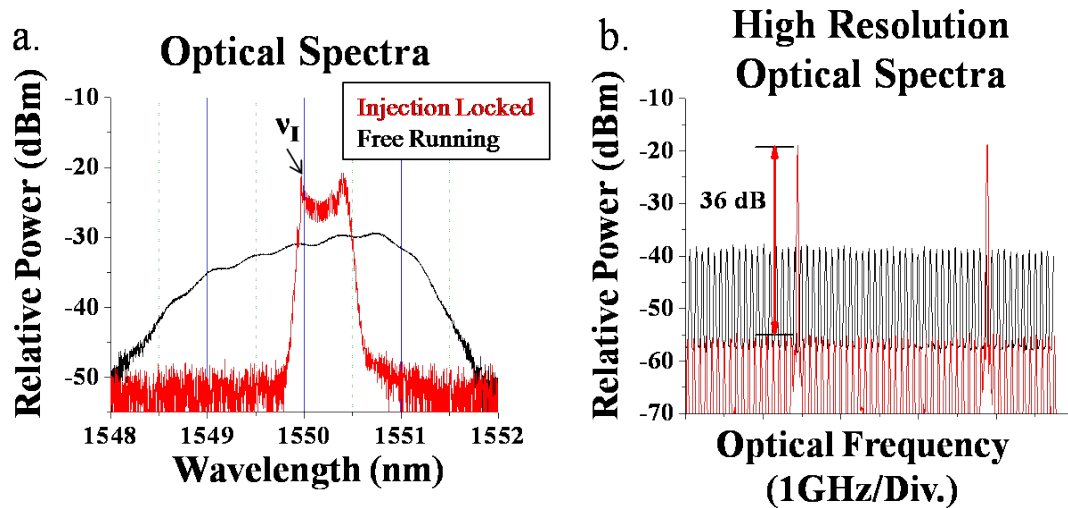 a.
Optical Spectra
Relative Power (dBm)
-10
-20
-30
-40
-50
νI
Injection Locked
Free Running
1548
1549
1550
1551
1552
Wavelength (nm)
b.
High Resolution
Optical Spectra
Relative Power (dBm)
-10
-20
-30
-40
-50
-60
-70
36 dB
Optical Frequency
(1GHz/Div.)